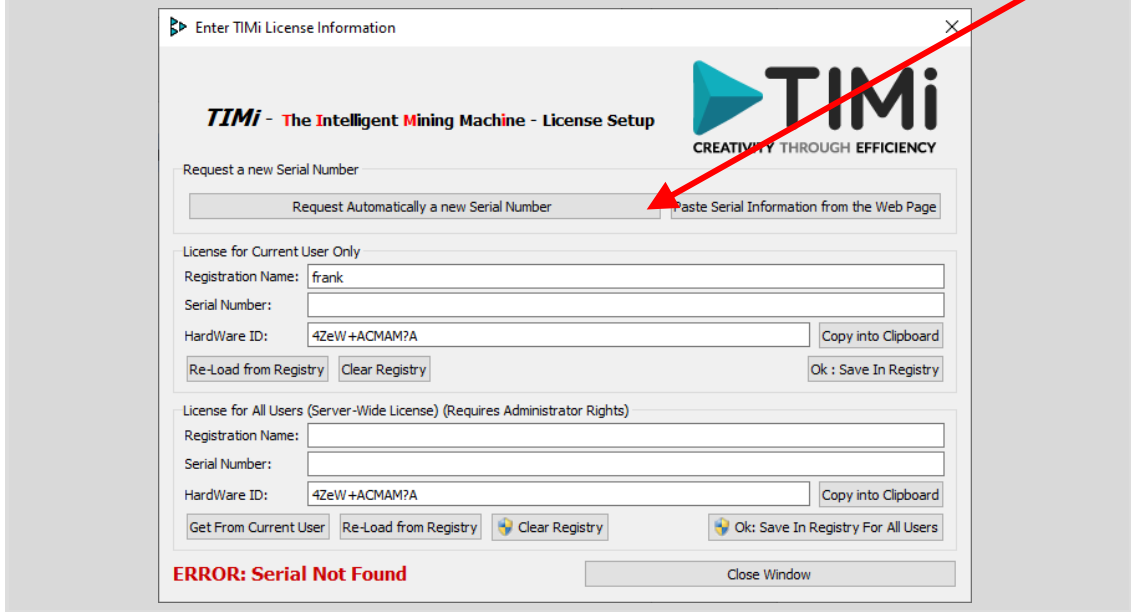 Enter TIMi License Information
TIMi
TIMi - The Intelligent Mining Machine - License Setup
CREATIVITY THROUGH EFFICIENCY
Request a new Serial Number
Request Automatically a new Serial Number
Paste Serial Information from the Web Page
License for Current User Only
Registration Name: frank
Serial Number:
HardWare ID: 4ZeW+ACMAM?A Copy into Clipboard
Re-Load from Registry Clear Registry Ok : Save In Registry
License for All Users (Server-Wide License) (Requires Administrator Rights)
Registration Name:
Serial Number:
HardWare ID: 4ZeW+ACMAM?A Copy into Clipboard
Get From Current User Re-Load from Registry Clear Registry Ok: Save In Registry For All Users
ERROR: Serial Not Found Close Window